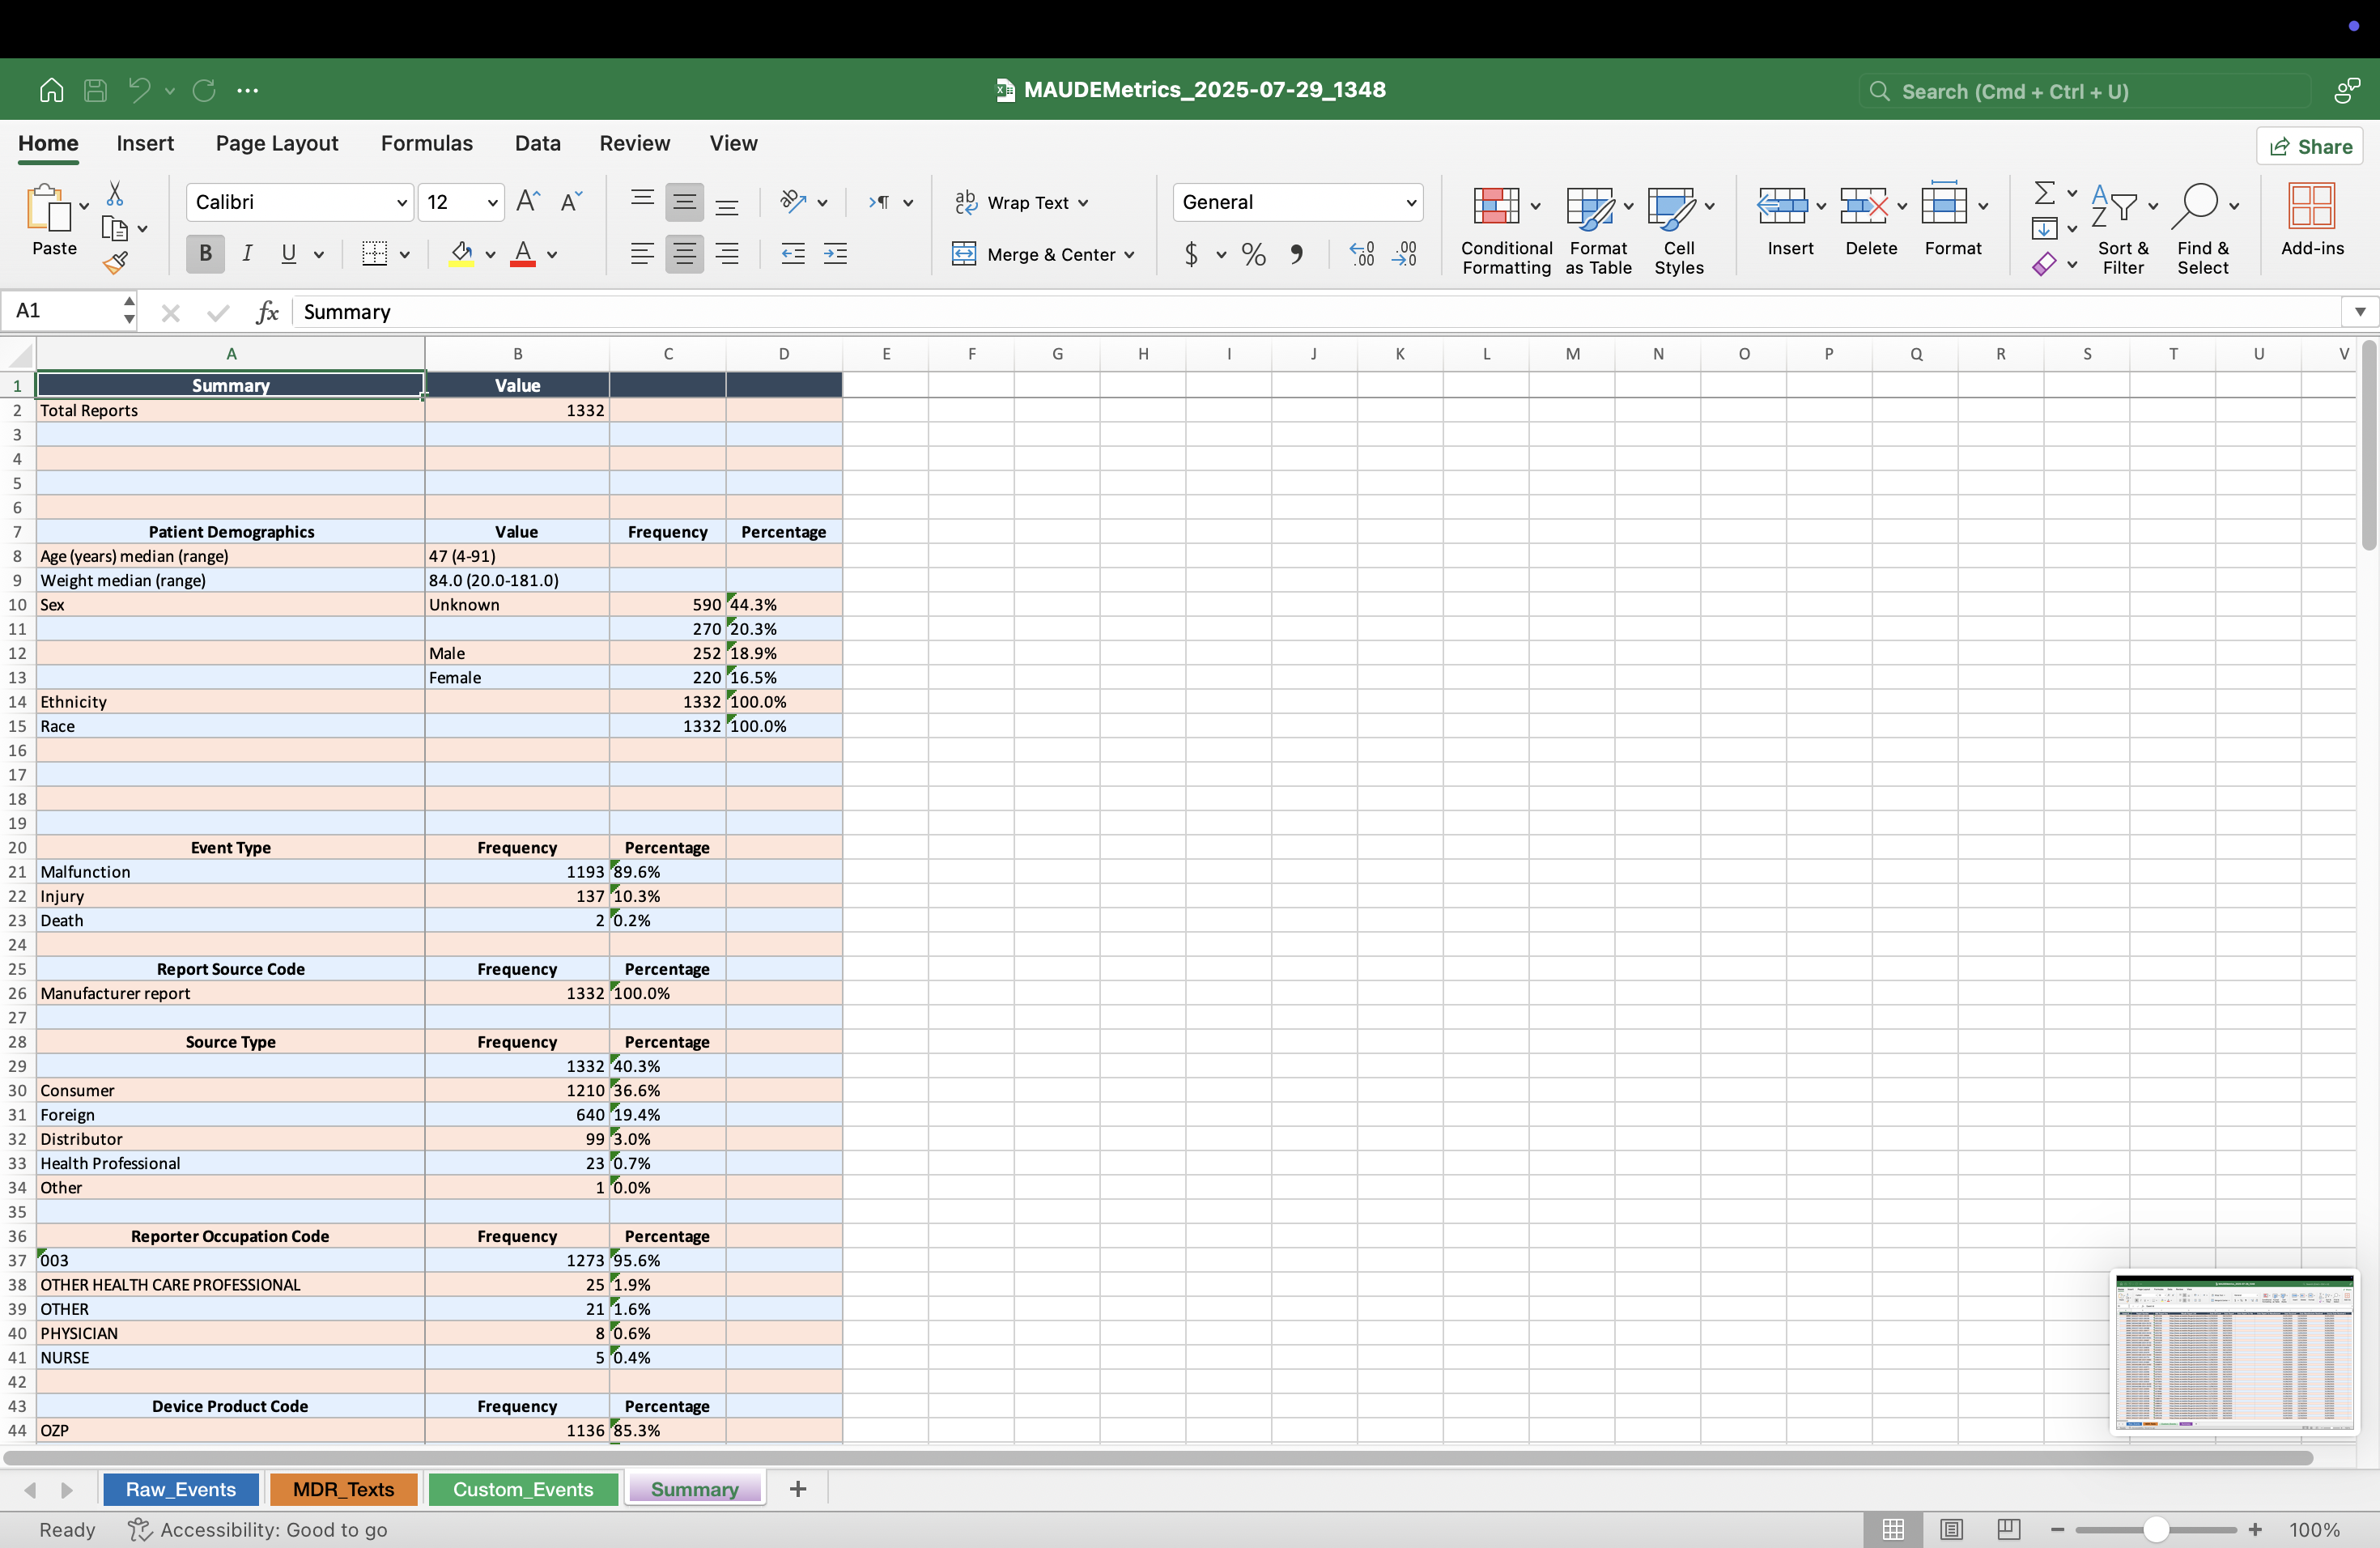 MAUDEMetrics_2025-07-29_1348
Search (Cmd + Ctrl + U)
Home Insert Page Layout Formulas Data Review View Share
Paste
Calibri 12
B I U
Wrap Text
Merge & Center
General
Conditional Formatting
Format as Table
Cell Styles
Insert
Delete
Format
Sort & Filter
Find & Select
Add-ins
A1 fx Summary
A B C D E F G H I J K L M N O P Q R S T U V
1 Summary Value
2 Total Reports 1332
3
4
5
6
7 Patient Demographics Value Frequency Percentage
8 Age (years) median (range) 47 (4-91)
9 Weight median (range) 84.0 (20.0-181.0)
10 Sex Unknown 590 44.3%
11 270 20.3%
12 Male 252 18.9%
13 Female 220 16.5%
14 Ethnicity 1332 100.0%
15 Race 1332 100.0%
16
17
18
19
20 Event Type Frequency Percentage
21 Malfunction 1193 89.6%
22 Injury 137 10.3%
23 Death 2 0.2%
24
25 Report Source Code Frequency Percentage
26 Manufacturer report 1332 100.0%
27
28 Source Type Frequency Percentage
29 1332 40.3%
30 Consumer 1210 36.6%
31 Foreign 640 19.4%
32 Distributor 99 3.0%
33 Health Professional 23 0.7%
34 Other 1 0.0%
35
36 Reporter Occupation Code Frequency Percentage
37 003 1273 95.6%
38 OTHER HEALTH CARE PROFESSIONAL 25 1.9%
39 OTHER 21 1.6%
40 PHYSICIAN 8 0.6%
41 NURSE 5 0.4%
42
43 Device Product Code Frequency Percentage
44 OZP 1136 85.3%
Raw_Events MDR_Texts Custom_Events Summary +
Ready Accessibility: Good to go 100%